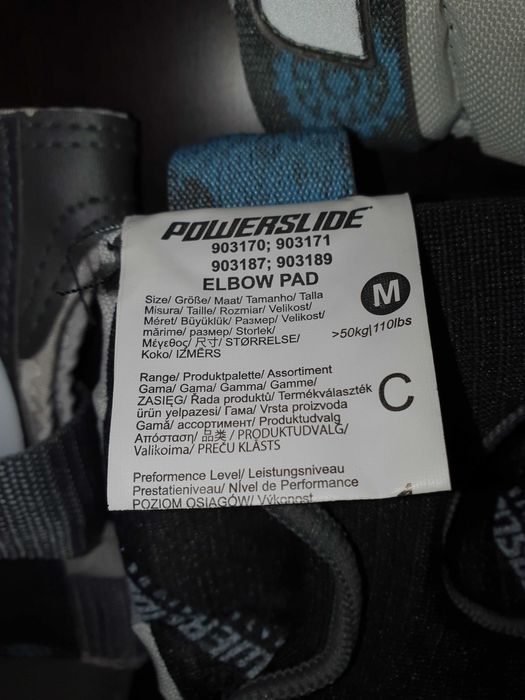 POWERSLIDE
903170; 903171
903187; 903189
ELBOW PAD
Size/ Größe/ Maat/ Tamanho/ Talla
Misura/ Taille/ Rozmiar/ Velikost/
Méret/ Büyüklük/ Размер/ Velikost/
mărime/ размер/ Storlek
Μέγεθος/ 尺寸/ STØRRELSE/
Koko/ IZMĒRS
M
>50kg|110lbs
Range/ Produktpalette/ Assortiment
Gama/ Gama/ Gamma/ Gamme/
ZASIĘG/ Řada produktů/ Termékválaszték
ürün yelpazesi/ Гама/ Vrsta proizvoda
Gamă/ ассортимент/ Produktudvalg
Απόσταση/ 品类 / PRODUKTUDVALG/
Valikoima/ PREČU KLĀSTS
C
Preformence Level/ Leistungsniveau
Prestatieniveau/ Nível de Performance
POZIOM OSIĄGÓW/ Výkonost